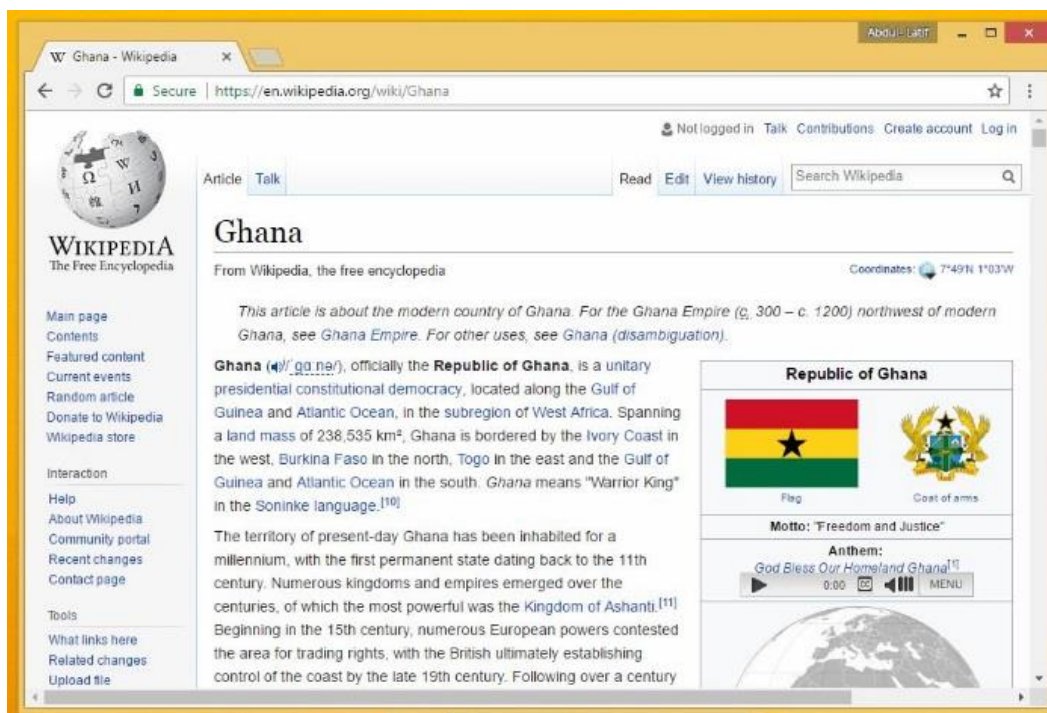 Abdul-Latif
Ghana - Wikipedia
Secure | https://en.wikipedia.org/wiki/Ghana
Not logged in Talk Contributions Create account Log in
Article Talk Read Edit View history Search Wikipedia
WIKIPEDIA
The Free Encyclopedia
Main page
Contents
Featured content
Current events
Random article
Donate to Wikipedia
Wikipedia store
Interaction
Help
About Wikipedia
Community portal
Recent changes
Contact page
Tools
What links here
Related changes
Upload file
Ghana
From Wikipedia, the free encyclopedia
Coordinates: 7°49'N 1°03'W
This article is about the modern country of Ghana. For the Ghana Empire (c. 300 – c. 1200) northwest of modern
Ghana, see Ghana Empire. For other uses, see Ghana (disambiguation).
Ghana (/ˈɡɑːnə/), officially the Republic of Ghana, is a unitary
presidential constitutional democracy, located along the Gulf of
Guinea and Atlantic Ocean, in the subregion of West Africa. Spanning
a land mass of 238,535 km², Ghana is bordered by the Ivory Coast in
the west, Burkina Faso in the north, Togo in the east and the Gulf of
Guinea and Atlantic Ocean in the south. Ghana means "Warrior King"
in the Soninke language.[10]
The territory of present-day Ghana has been inhabited for a
millennium, with the first permanent state dating back to the 11th
century. Numerous kingdoms and empires emerged over the
centuries, of which the most powerful was the Kingdom of Ashanti.[11]
Beginning in the 15th century, numerous European powers contested
the area for trading rights, with the British ultimately establishing
control of the coast by the late 19th century. Following over a century
Republic of Ghana
Flag
Coat of arms
Motto: "Freedom and Justice"
Anthem:
God Bless Our Homeland Ghana[1]
0:00 CC MENU